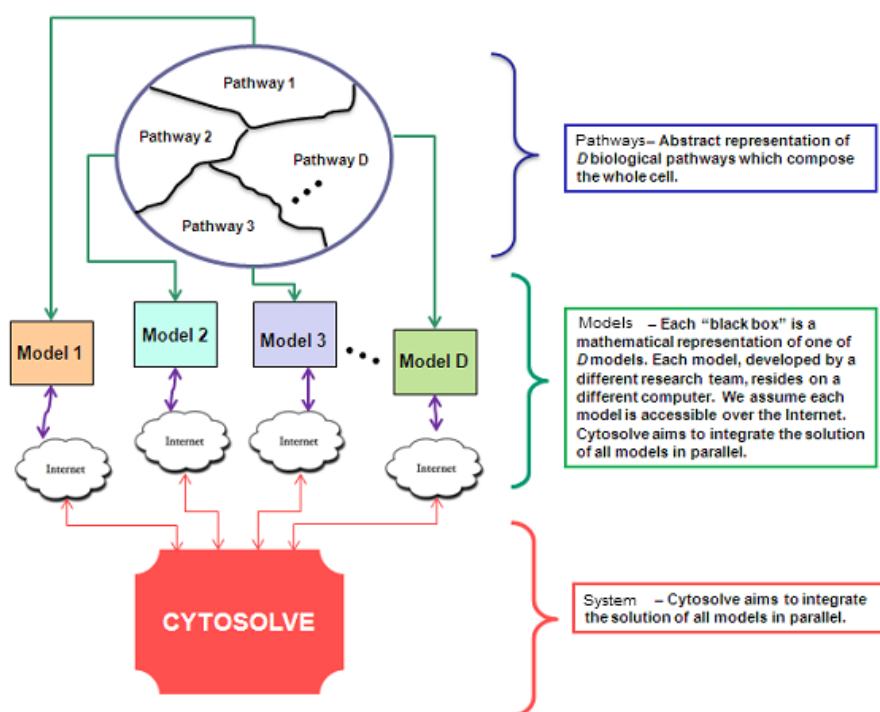 Pathway 1
Pathway 2
Pathway D
Pathway 3
Pathways– Abstract representation of
D biological pathways which compose
the whole cell.
Model 1
Model 2
Model 3
Model D
Models – Each “black box” is a
mathematical representation of one of
D models. Each model, developed by a
different research team, resides on a
different computer. We assume each
model is accessible over the Internet.
Cytosolve aims to integrate the solution
of all models in parallel.
Internet
Internet
Internet
Internet
CYTOSOLVE
System – Cytosolve aims to integrate
the solution of all models in parallel.